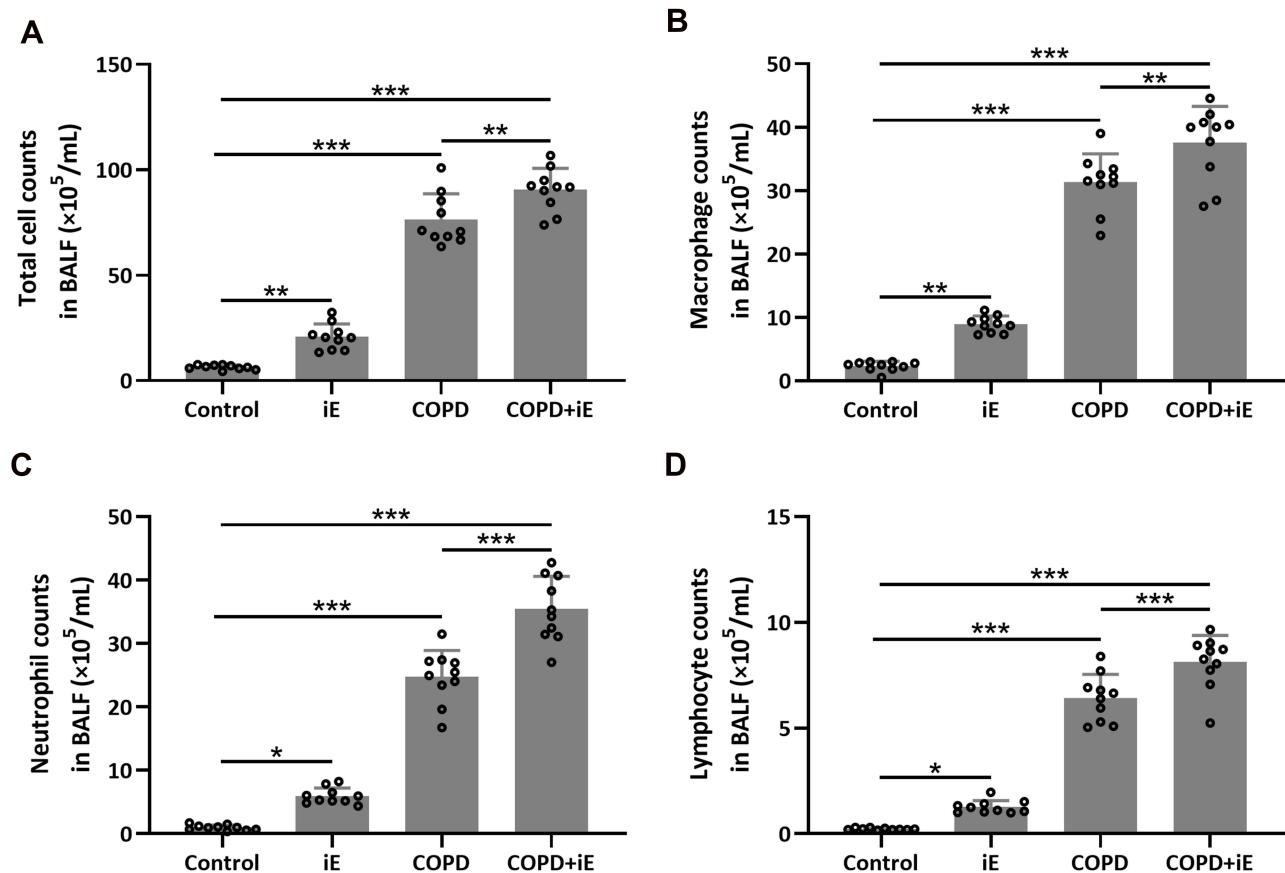 A
Total cell counts
in BALF (×10⁵/mL)
150
100
50
0
***
***
**
**
Control
iE
COPD
COPD+iE
B
Macrophage counts
in BALF (×10⁵/mL)
50
40
30
20
10
0
***
**
***
**
Control
iE
COPD
COPD+iE
C
Neutrophil counts
in BALF (×10⁵/mL)
50
40
30
20
10
0
***
***
***
*
Control
iE
COPD
COPD+iE
D
Lymphocyte counts
in BALF (×10⁵/mL)
15
10
5
0
***
***
***
*
Control
iE
COPD
COPD+iE